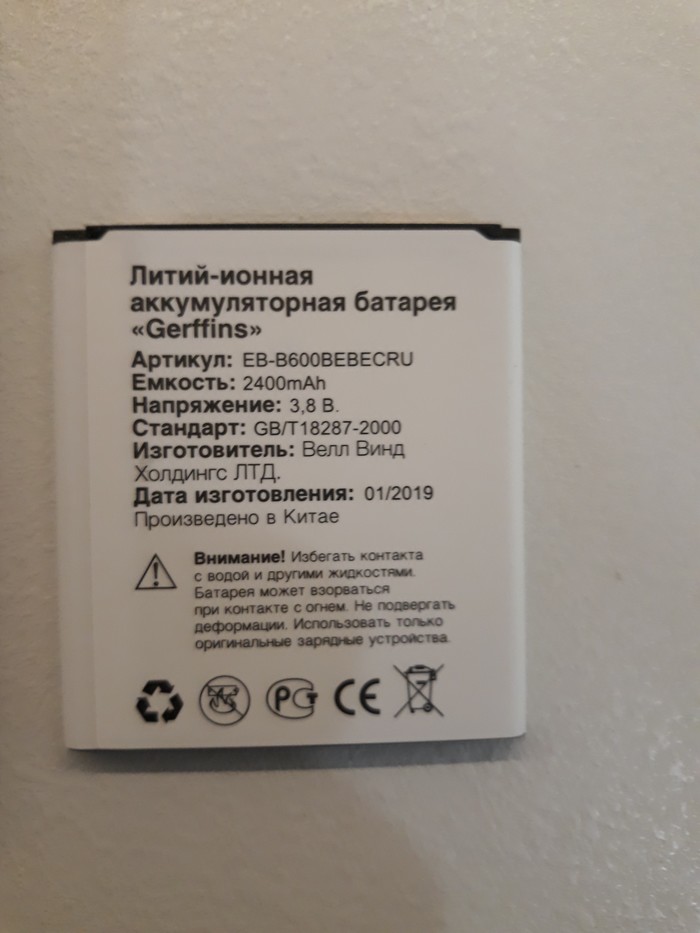 Литий-ионная
аккумуляторная батарея
«Gerffins»
Артикул: EB-B600BEBECRU
Емкость: 2400mAh
Напряжение: 3,8 В.
Стандарт: GB/T18287-2000
Изготовитель: Велл Винд
Холдингс ЛТД.
Дата изготовления: 01/2019
Произведено в Китае
Внимание! Избегать контакта
с водой и другими жидкостями.
Батарея может взорваться
при контакте с огнем. Не подвергать
деформации. Использовать только
оригинальные зарядные устройства.
РСТ CE